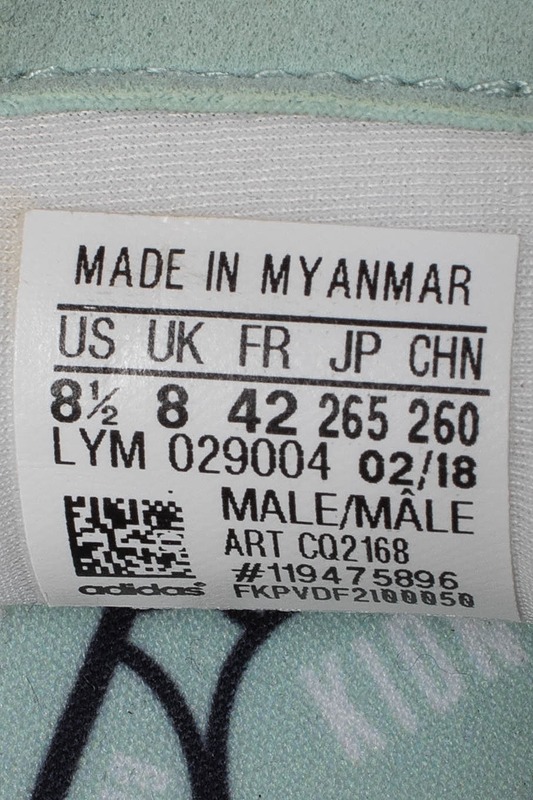 MADE IN MYANMAR
US UK FR JP CHN
8½ 8 42 265 260
LYM 029004 02/18
MALE/MÂLE
ART CQ2168
#119475896
adidas FKPVDF2100050